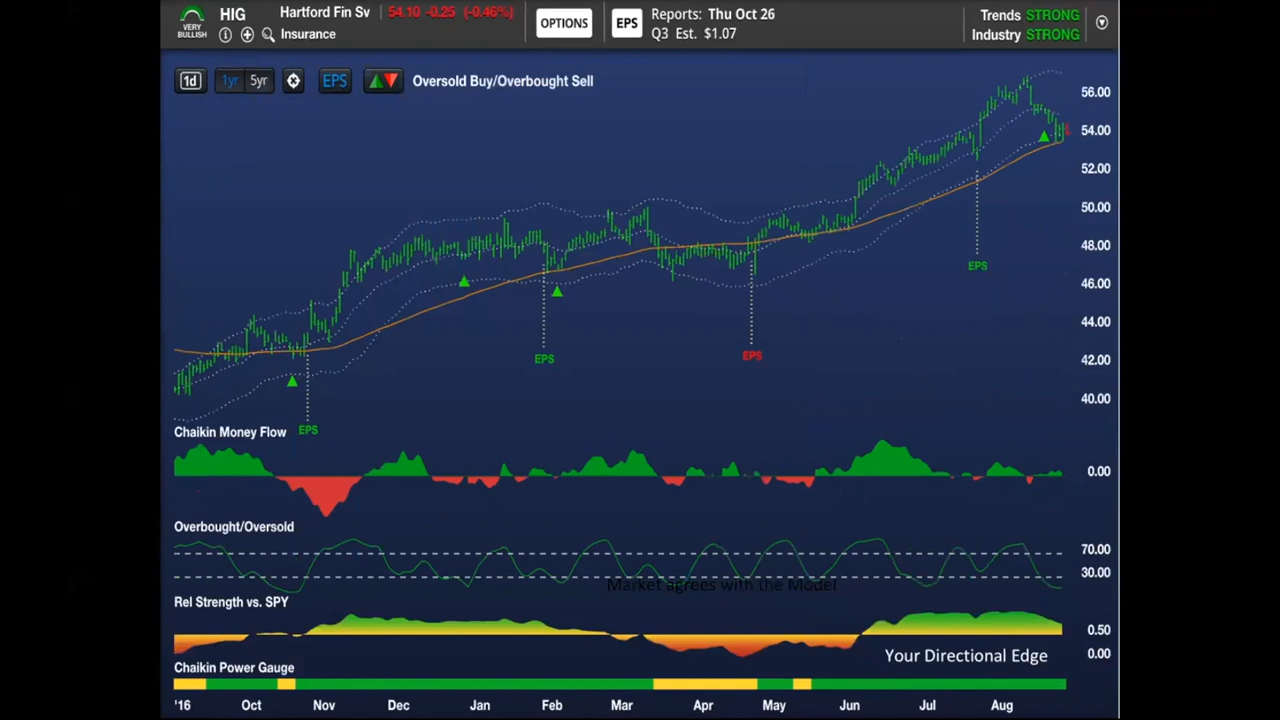 HIG
Hartford Fin Sv
54.10 -0.25 (-0.46%)
VERY BULLISH
Insurance
OPTIONS
EPS
Reports: Thu Oct 26
Q3 Est. $1.07
Trends STRONG
Industry STRONG
1d
1yr 5yr
EPS
Oversold Buy/Overbought Sell
56.00
54.00
52.00
50.00
48.00
46.00
44.00
42.00
40.00
EPS
EPS
EPS
EPS
Chaikin Money Flow
0.00
Overbought/Oversold
70.00
30.00
Market agrees with the Model
Rel Strength vs. SPY
0.50
0.00
Your Directional Edge
Chaikin Power Gauge
'16 Oct Nov Dec Jan Feb Mar Apr May Jun Jul Aug